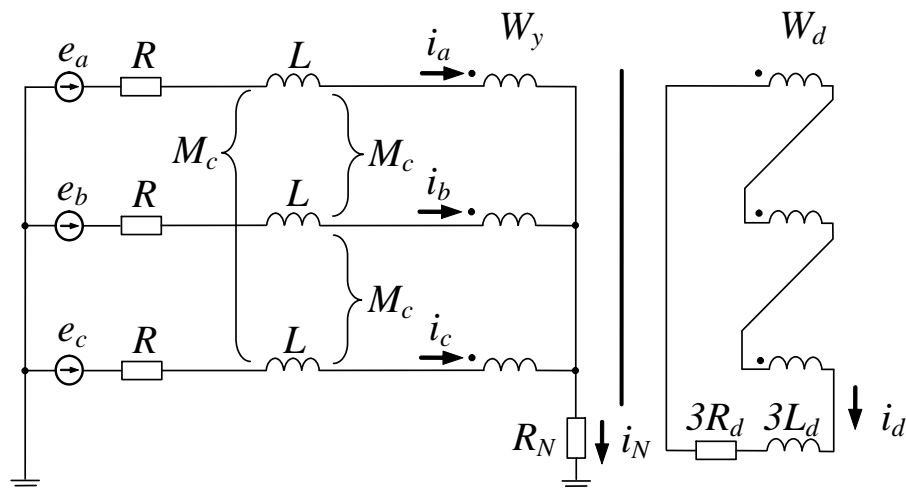 W_y W_d
e_a R L i_a
M_c M_c
e_b R L i_b
M_c
e_c R L i_c
R_N i_N 3R_d 3L_d i_d